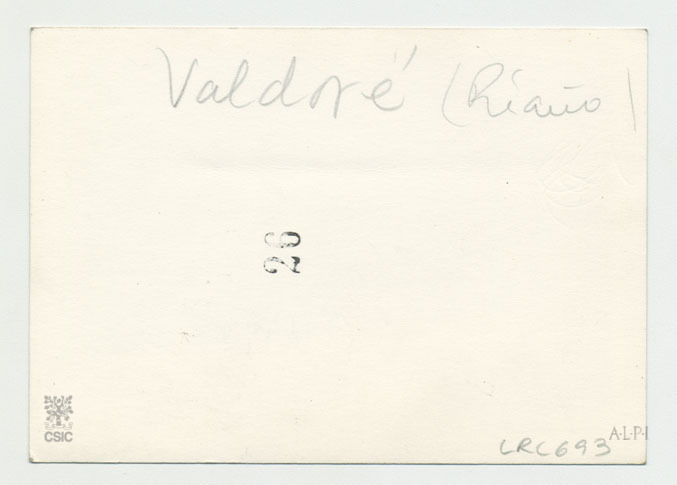 Valdoré (Riaño)
26
CSIC
A·L·P·I
LRC693